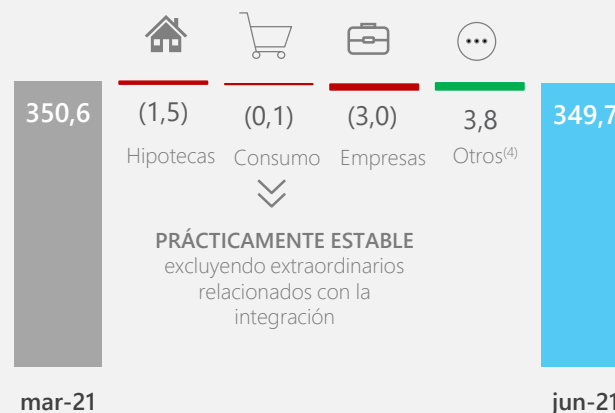 350,6
(1,5)
(0,1)
(3,0)
3,8
349,7
Hipotecas
Consumo
Empresas
Otros(4)
PRÁCTICAMENTE ESTABLE
excluyendo extraordinarios
relacionados con la
integración
mar-21
jun-21